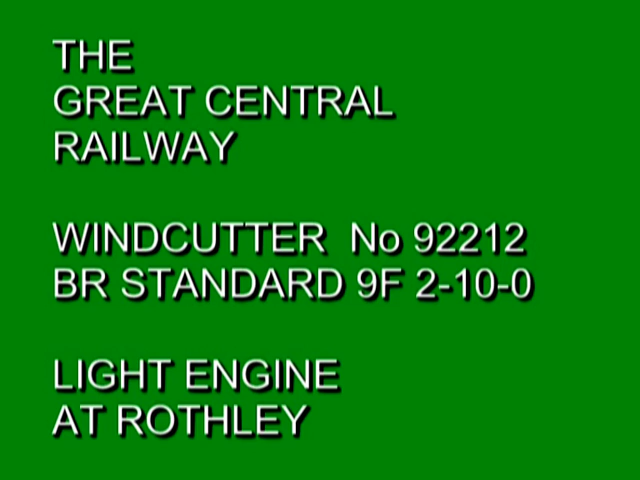 THE
GREAT CENTRAL
RAILWAY
WINDCUTTER No 92212
BR STANDARD 9F 2-10-0
LIGHT ENGINE
AT ROTHLEY